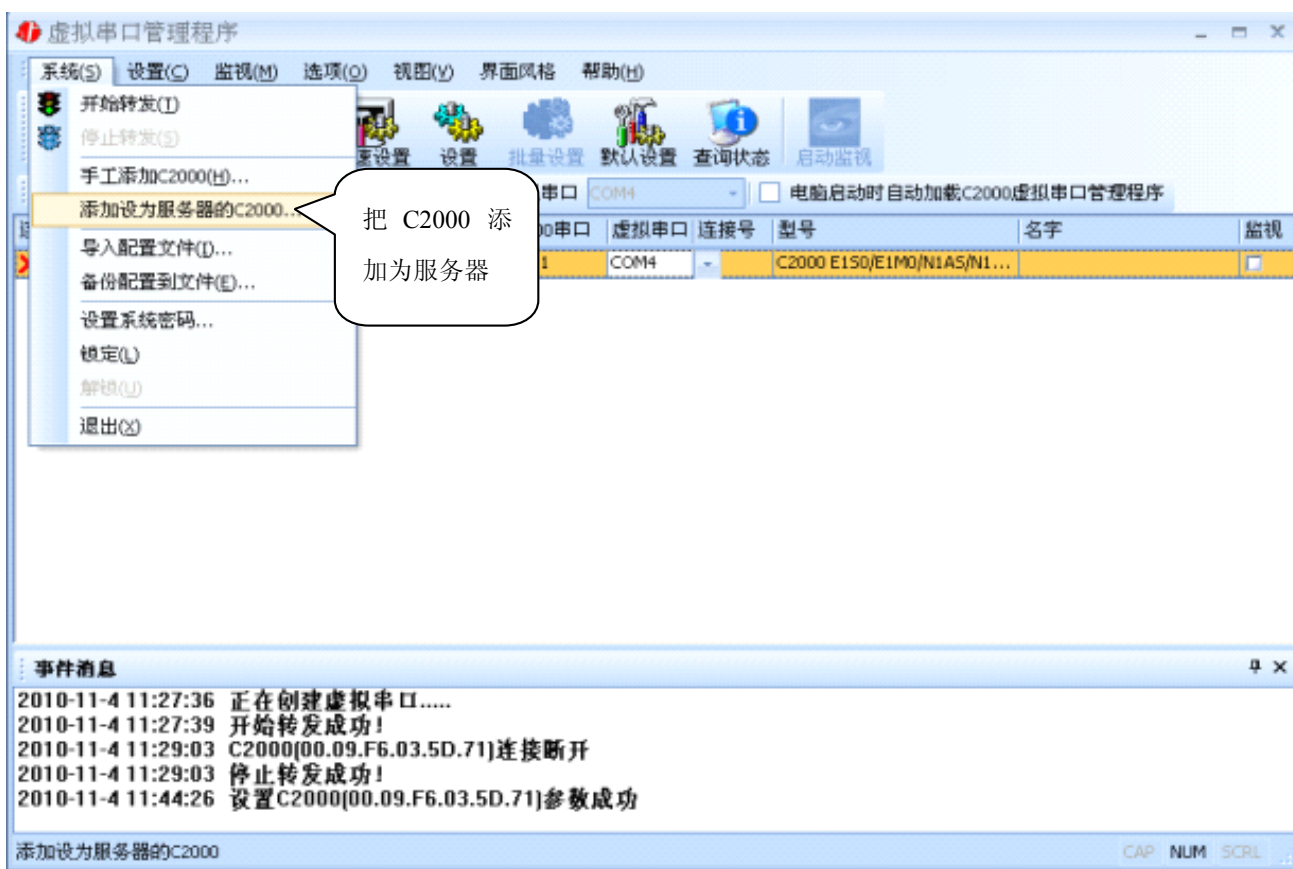 虚拟串口管理程序
系统(S) 设置(C) 监视(M) 选项(O) 视图(V) 界面风格 帮助(H)
开始转发(T)
停止转发(S)
手工添加C2000(H)...
添加设为服务器的C2000...
导入配置文件(I)...
备份配置到文件(E)...
设置系统密码...
锁定(L)
解锁(U)
退出(X)
速设置 设置 批量设置 默认设置 查询状态 启动监视
串口 COM4 电脑启动时自动加载C2000虚拟串口管理程序
00串口 虚拟串口 连接号 型号 名字 监视
1 COM4 C2000 E1S0/E1M0/N1AS/N1...
把 C2000 添
加为服务器
事件消息
2010-11-4 11:27:36 正在创建虚拟串口.....
2010-11-4 11:27:39 开始转发成功!
2010-11-4 11:29:03 C2000(00.09.F6.03.5D.71)连接断开
2010-11-4 11:29:03 停止转发成功!
2010-11-4 11:44:26 设置C2000(00.09.F6.03.5D.71)参数成功
添加设为服务器的C2000
CAP NUM SCRL